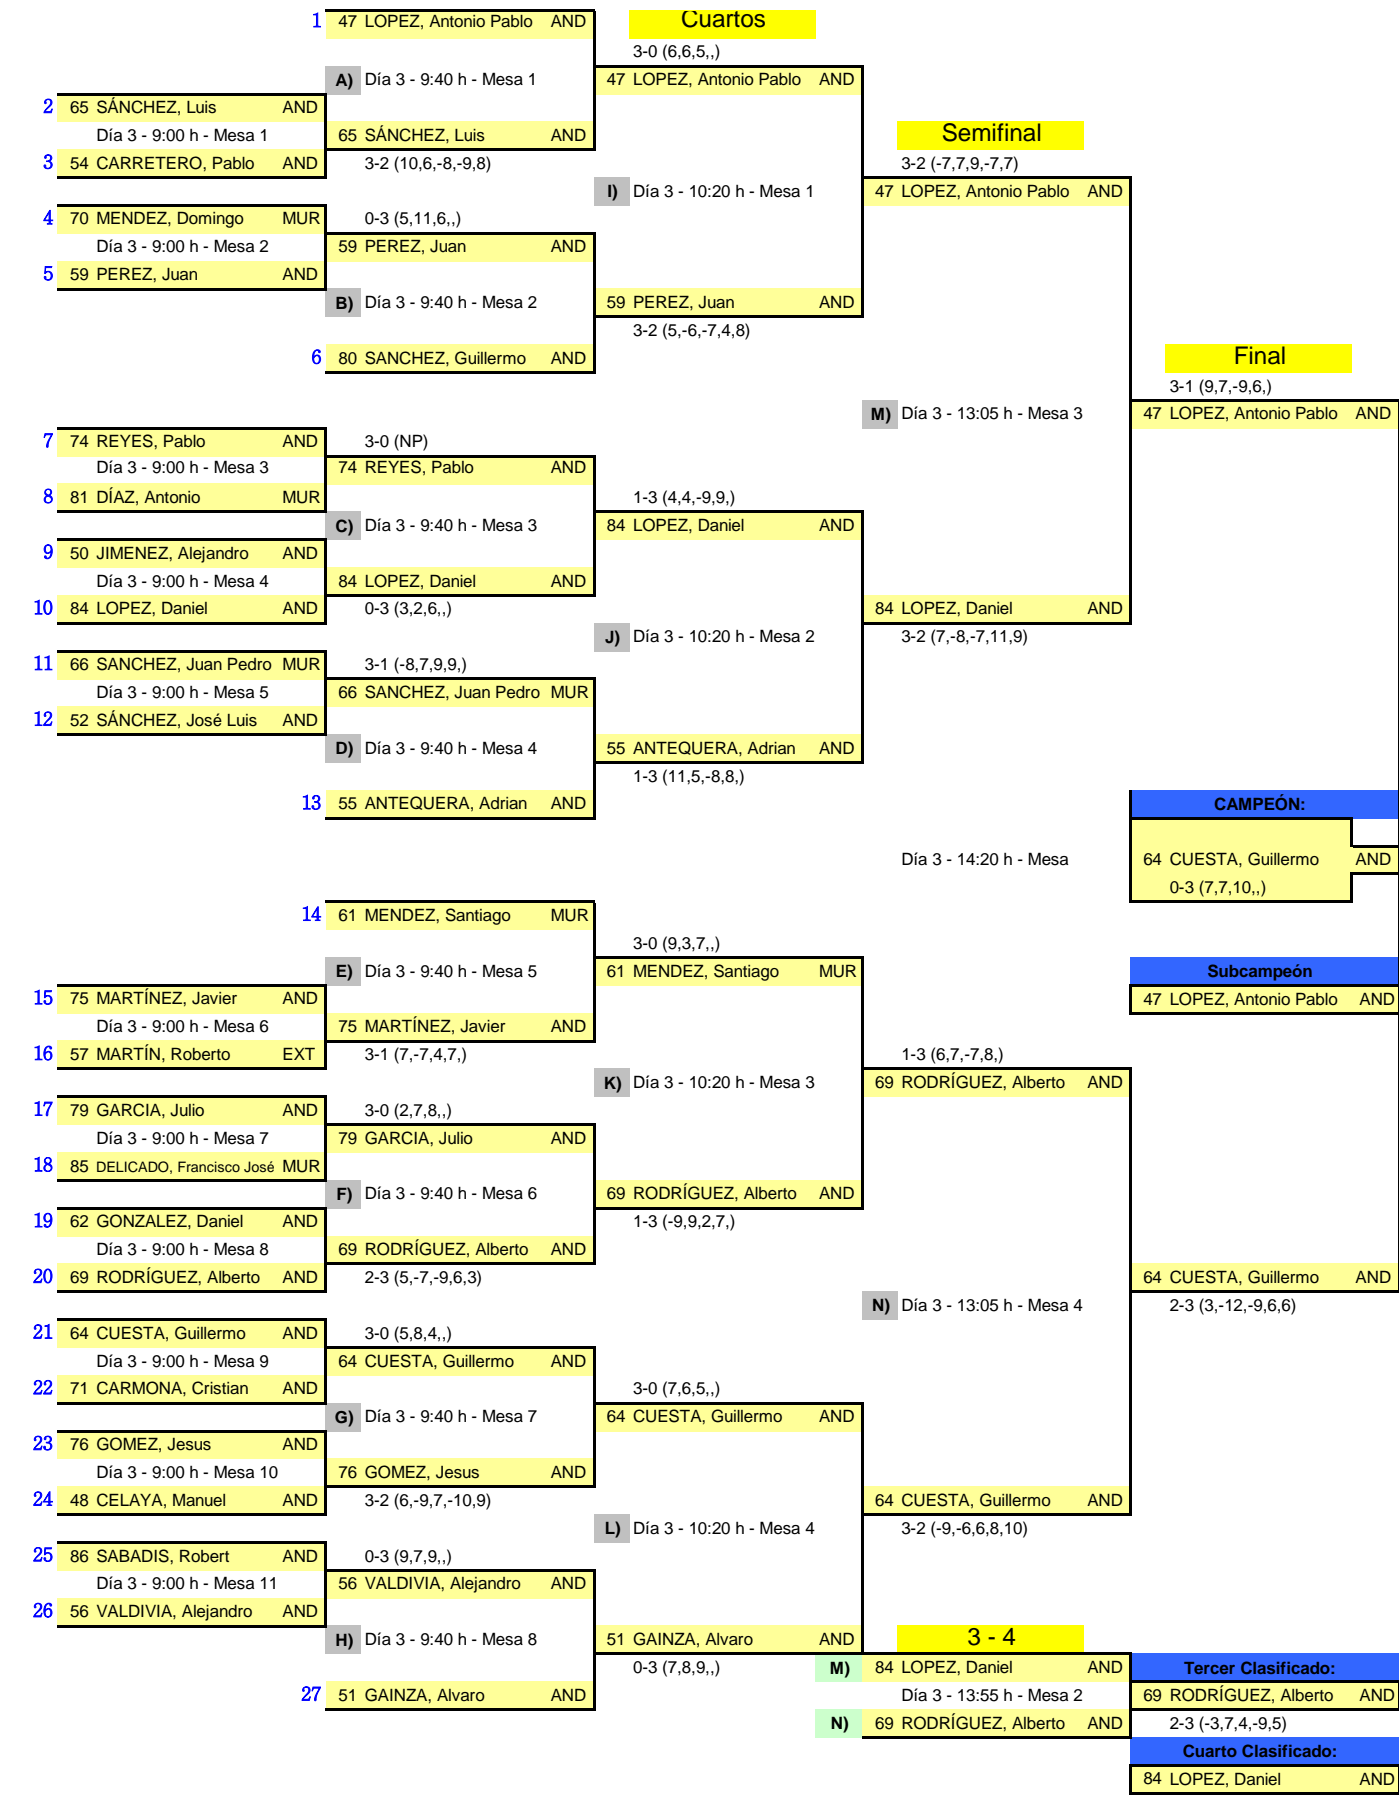 1 47 LOPEZ, Antonio Pablo AND Cuartos
3-0 (6,6,5,,)
A) Día 3 - 9:40 h - Mesa 1 47 LOPEZ, Antonio Pablo AND
2 65 SÁNCHEZ, Luis AND
Día 3 - 9:00 h - Mesa 1 65 SÁNCHEZ, Luis AND Semifinal
3 54 CARRETERO, Pablo AND 3-2 (10,6,-8,-9,8) 3-2 (-7,7,9,-7,7)
I) Día 3 - 10:20 h - Mesa 1 47 LOPEZ, Antonio Pablo AND
4 70 MENDEZ, Domingo MUR 0-3 (5,11,6,,)
Día 3 - 9:00 h - Mesa 2 59 PEREZ, Juan AND
5 59 PEREZ, Juan AND
B) Día 3 - 9:40 h - Mesa 2 59 PEREZ, Juan AND
3-2 (5,-6,-7,4,8)
6 80 SANCHEZ, Guillermo AND Final
3-1 (9,7,-9,6,)
M) Día 3 - 13:05 h - Mesa 3 47 LOPEZ, Antonio Pablo AND
7 74 REYES, Pablo AND 3-0 (NP)
Día 3 - 9:00 h - Mesa 3 74 REYES, Pablo AND
8 81 DÍAZ, Antonio MUR 1-3 (4,4,-9,9,)
C) Día 3 - 9:40 h - Mesa 3 84 LOPEZ, Daniel AND
9 50 JIMENEZ, Alejandro AND
Día 3 - 9:00 h - Mesa 4 84 LOPEZ, Daniel AND
10 84 LOPEZ, Daniel AND 0-3 (3,2,6,,) 84 LOPEZ, Daniel AND
J) Día 3 - 10:20 h - Mesa 2 3-2 (7,-8,-7,11,9)
11 66 SANCHEZ, Juan Pedro MUR 3-1 (-8,7,9,9,)
Día 3 - 9:00 h - Mesa 5 66 SANCHEZ, Juan Pedro MUR
12 52 SÁNCHEZ, José Luis AND
D) Día 3 - 9:40 h - Mesa 4 55 ANTEQUERA, Adrian AND
1-3 (11,5,-8,8,)
13 55 ANTEQUERA, Adrian AND CAMPEÓN:
Día 3 - 14:20 h - Mesa 64 CUESTA, Guillermo AND
0-3 (7,7,10,,)
14 61 MENDEZ, Santiago MUR
3-0 (9,3,7,,)
E) Día 3 - 9:40 h - Mesa 5 61 MENDEZ, Santiago MUR Subcampeón
15 75 MARTÍNEZ, Javier AND 47 LOPEZ, Antonio Pablo AND
Día 3 - 9:00 h - Mesa 6 75 MARTÍNEZ, Javier AND
16 57 MARTÍN, Roberto EXT 3-1 (7,-7,4,7,) 1-3 (6,7,-7,8,)
K) Día 3 - 10:20 h - Mesa 3 69 RODRÍGUEZ, Alberto AND
17 79 GARCIA, Julio AND 3-0 (2,7,8,,)
Día 3 - 9:00 h - Mesa 7 79 GARCIA, Julio AND
18 85 DELICADO, Francisco José MUR
F) Día 3 - 9:40 h - Mesa 6 69 RODRÍGUEZ, Alberto AND
19 62 GONZALEZ, Daniel AND 1-3 (-9,9,2,7,)
Día 3 - 9:00 h - Mesa 8 69 RODRÍGUEZ, Alberto AND
20 69 RODRÍGUEZ, Alberto AND 2-3 (5,-7,-9,6,3) 64 CUESTA, Guillermo AND
N) Día 3 - 13:05 h - Mesa 4 2-3 (3,-12,-9,6,6)
21 64 CUESTA, Guillermo AND 3-0 (5,8,4,,)
Día 3 - 9:00 h - Mesa 9 64 CUESTA, Guillermo AND
22 71 CARMONA, Cristian AND 3-0 (7,6,5,,)
G) Día 3 - 9:40 h - Mesa 7 64 CUESTA, Guillermo AND
23 76 GOMEZ, Jesus AND
Día 3 - 9:00 h - Mesa 10 76 GOMEZ, Jesus AND
24 48 CELAYA, Manuel AND 3-2 (6,-9,7,-10,9) 64 CUESTA, Guillermo AND
L) Día 3 - 10:20 h - Mesa 4 3-2 (-9,-6,6,8,10)
25 86 SABADIS, Robert AND 0-3 (9,7,9,,)
Día 3 - 9:00 h - Mesa 11 56 VALDIVIA, Alejandro AND
26 56 VALDIVIA, Alejandro AND
H) Día 3 - 9:40 h - Mesa 8 51 GAINZA, Alvaro AND 3 - 4
0-3 (7,8,9,,) M) 84 LOPEZ, Daniel AND Tercer Clasificado:
27 51 GAINZA, Alvaro AND Día 3 - 13:55 h - Mesa 2 69 RODRÍGUEZ, Alberto AND
N) 69 RODRÍGUEZ, Alberto AND 2-3 (-3,7,4,-9,5)
Cuarto Clasificado:
84 LOPEZ, Daniel AND